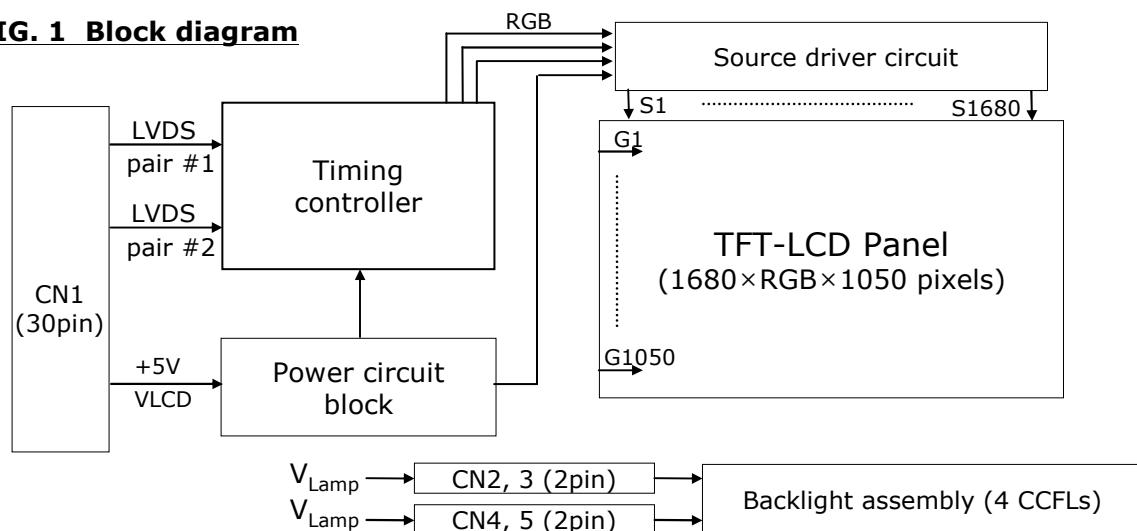 IG. 1  Block diagram
RGB
Source driver circuit
S1
S1680
LVDS
pair #1
Timing
controller
G1
LVDS
pair #2
TFT-LCD Panel
(1680×RGB×1050 pixels)
CN1
(30pin)
+5V
VLCD
Power circuit
block
G1050
VLamp
CN2, 3 (2pin)
Backlight assembly (4 CCFLs)
VLamp
CN4, 5 (2pin)